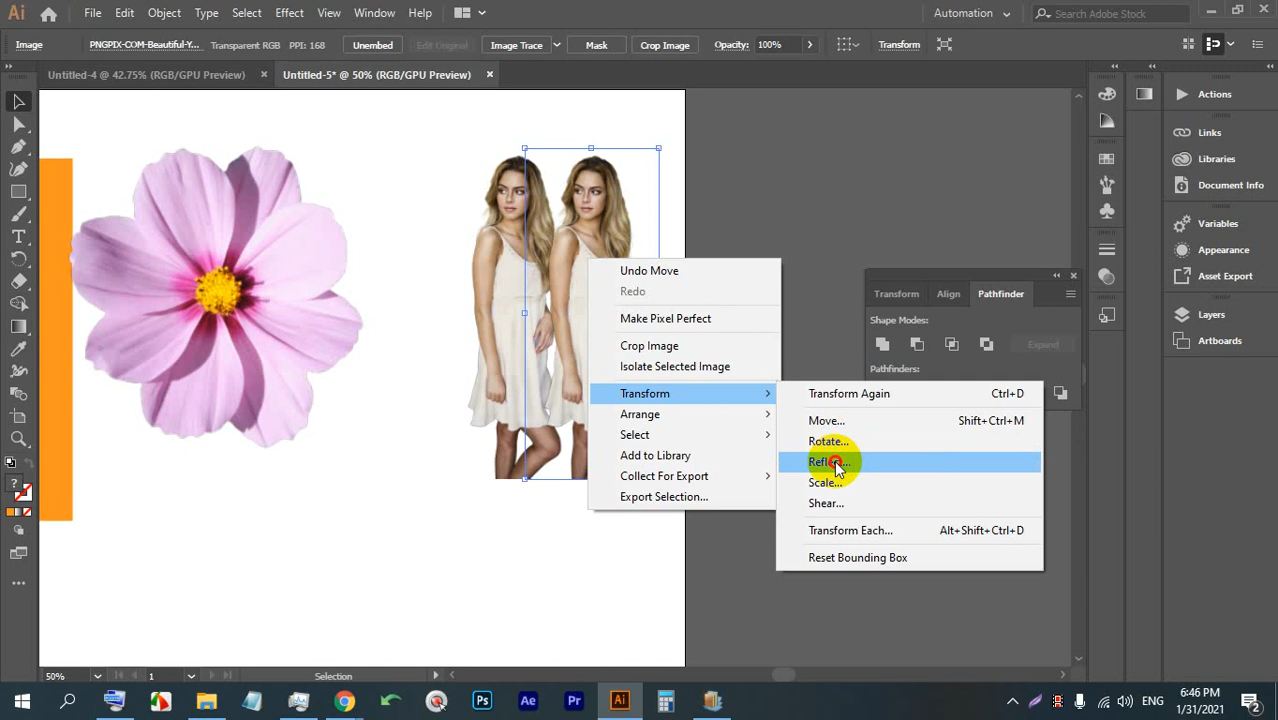 Ai File Edit Object Type Select Effect View Window Help Automation Search Adobe Stock
Image PNGPIX-COM-Beautiful-Y... Transparent RGB PPI: 168 Unembed Edit Original Image Trace Mask Crop Image Opacity: 100% Transform
Untitled-4 @ 42.75% (RGB/GPU Preview) Untitled-5* @ 50% (RGB/GPU Preview)
Actions
Links
Libraries
Document Info
Variables
Appearance
Asset Export
Layers
Artboards
Transform Align Pathfinder
Shape Modes:
Expand
Pathfinders:
Undo Move
Redo
Make Pixel Perfect
Crop Image
Isolate Selected Image
Transform
Arrange
Select
Add to Library
Collect For Export
Export Selection...
Transform Again Ctrl+D
Move... Shift+Ctrl+M
Rotate...
Scale...
Shear...
Transform Each... Alt+Shift+Ctrl+D
Reset Bounding Box
50% 1 Selection
Ps Ae Pr Ai ENG 6:46 PM
1/31/2021 2